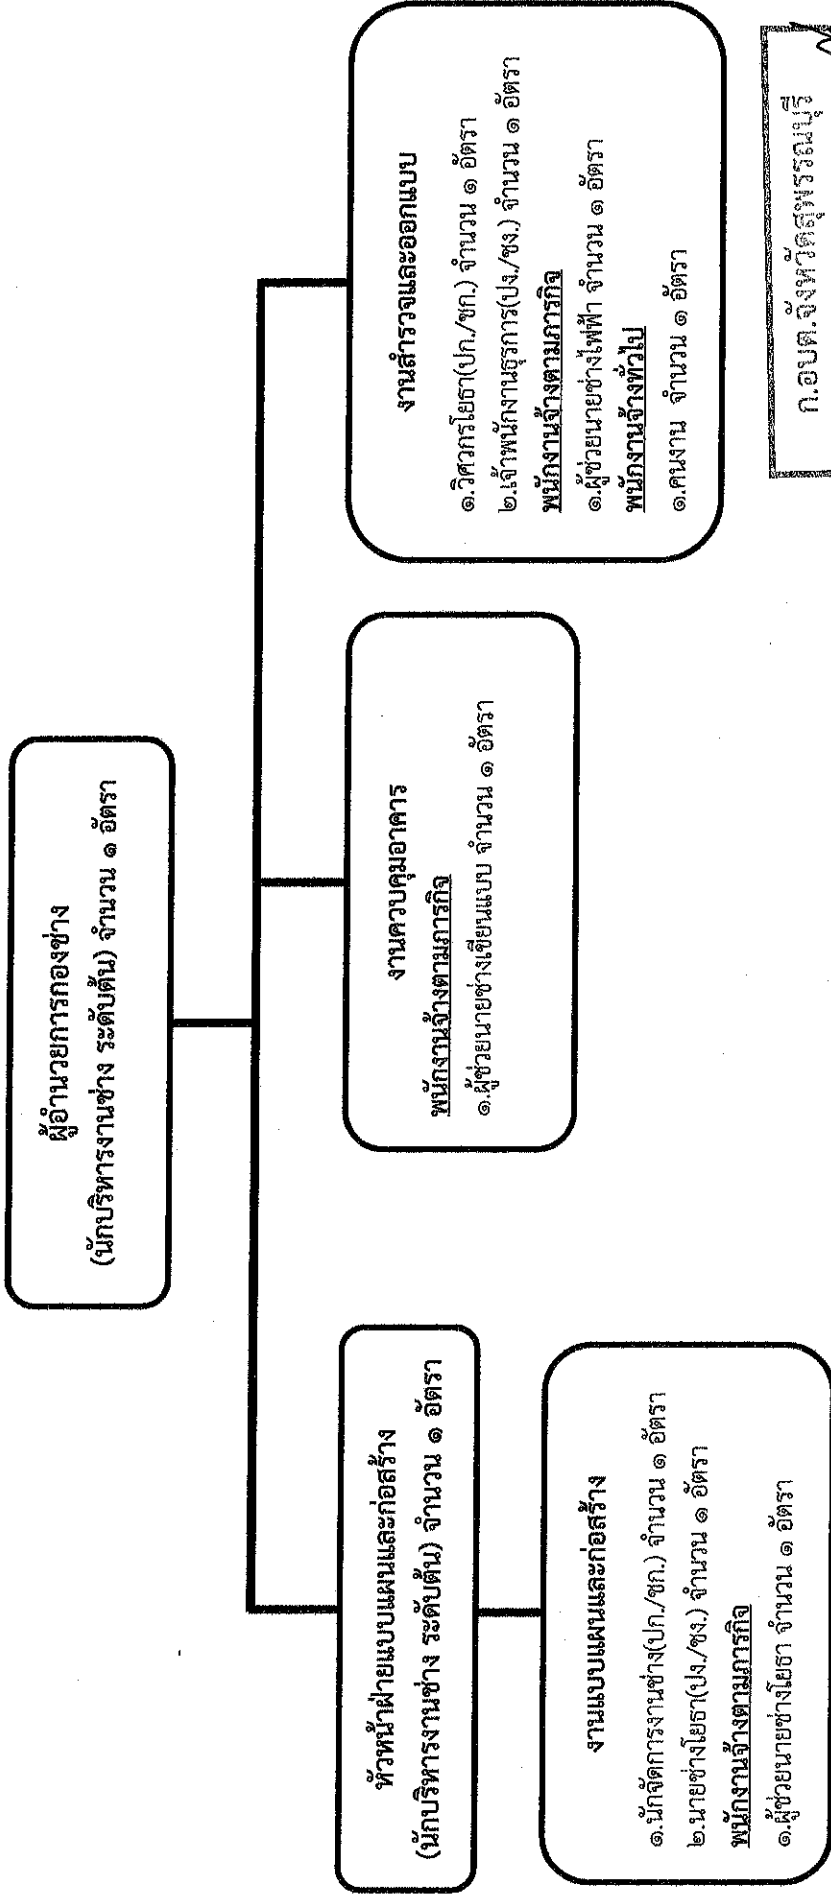 ผู้อำนวยการกองช่าง
(นักบริหารงานช่าง ระดับต้น) จำนวน ๑ อัตรา
หัวหน้าฝ่ายแบบแผนและก่อสร้าง
(นักบริหารงานช่าง ระดับต้น) จำนวน ๑ อัตรา
งานแบบแผนและก่อสร้าง
๑.นักจัดการงานช่าง(ปก./ชก.) จำนวน ๑ อัตรา
๒.นายช่างโยธา(ปง./ชง.) จำนวน ๑ อัตรา
พนักงานจ้างตามภารกิจ
๑.ผู้ช่วยนายช่างโยธา จำนวน ๑ อัตรา
งานควบคุมอาคาร
พนักงานจ้างตามภารกิจ
๑.ผู้ช่วยนายช่างเขียนแบบ จำนวน ๑ อัตรา
งานสำรวจและออกแบบ
๑.วิศวกรโยธา(ปก./ชก.) จำนวน ๑ อัตรา
๒.เจ้าพนักงานธุรการ(ปง./ชง.) จำนวน ๑ อัตรา
พนักงานจ้างตามภารกิจ
๑.ผู้ช่วยนายช่างไฟฟ้า จำนวน ๑ อัตรา
พนักงานจ้างทั่วไป
๑.คนงาน จำนวน ๑ อัตรา
ก.อบต.จังหวัดสุพรรณบุรี